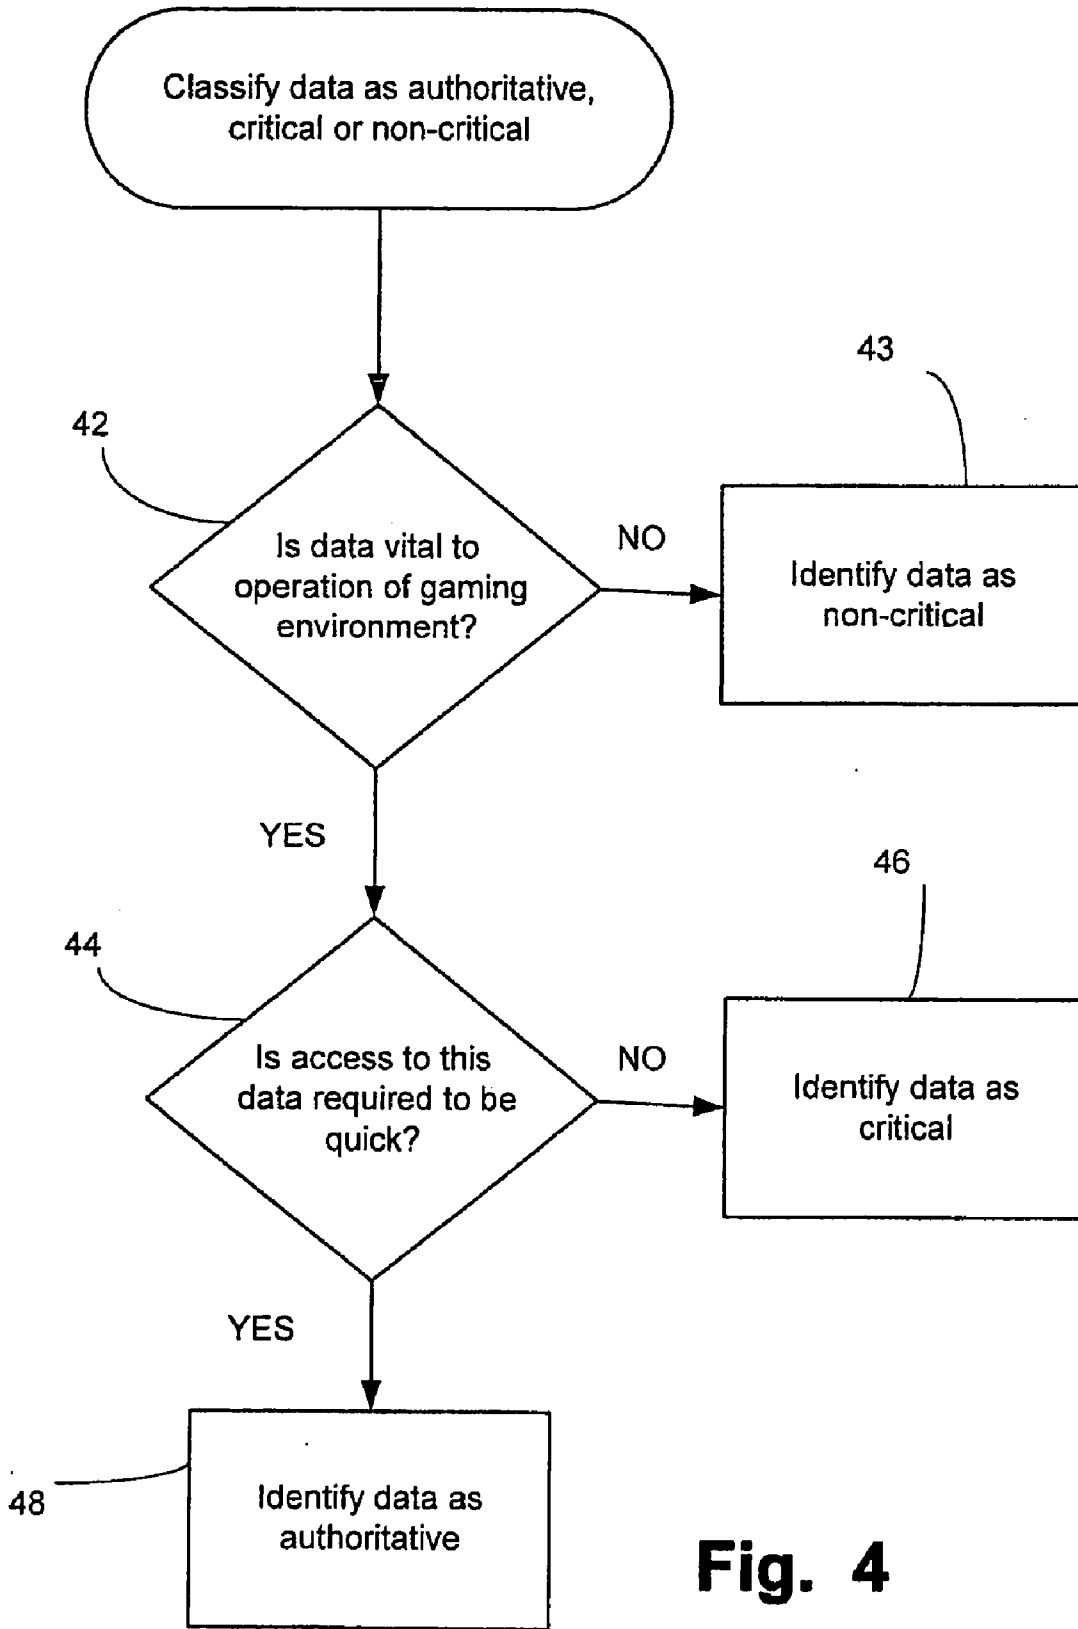 Classify data as authoritative,
critical or non-critical
43
42
Is data vital to
operation of gaming
environment?
NO
Identify data as
non-critical
YES
46
44
Is access to this
data required to be
quick?
NO
Identify data as
critical
YES
48
Identify data as
authoritative
Fig. 4